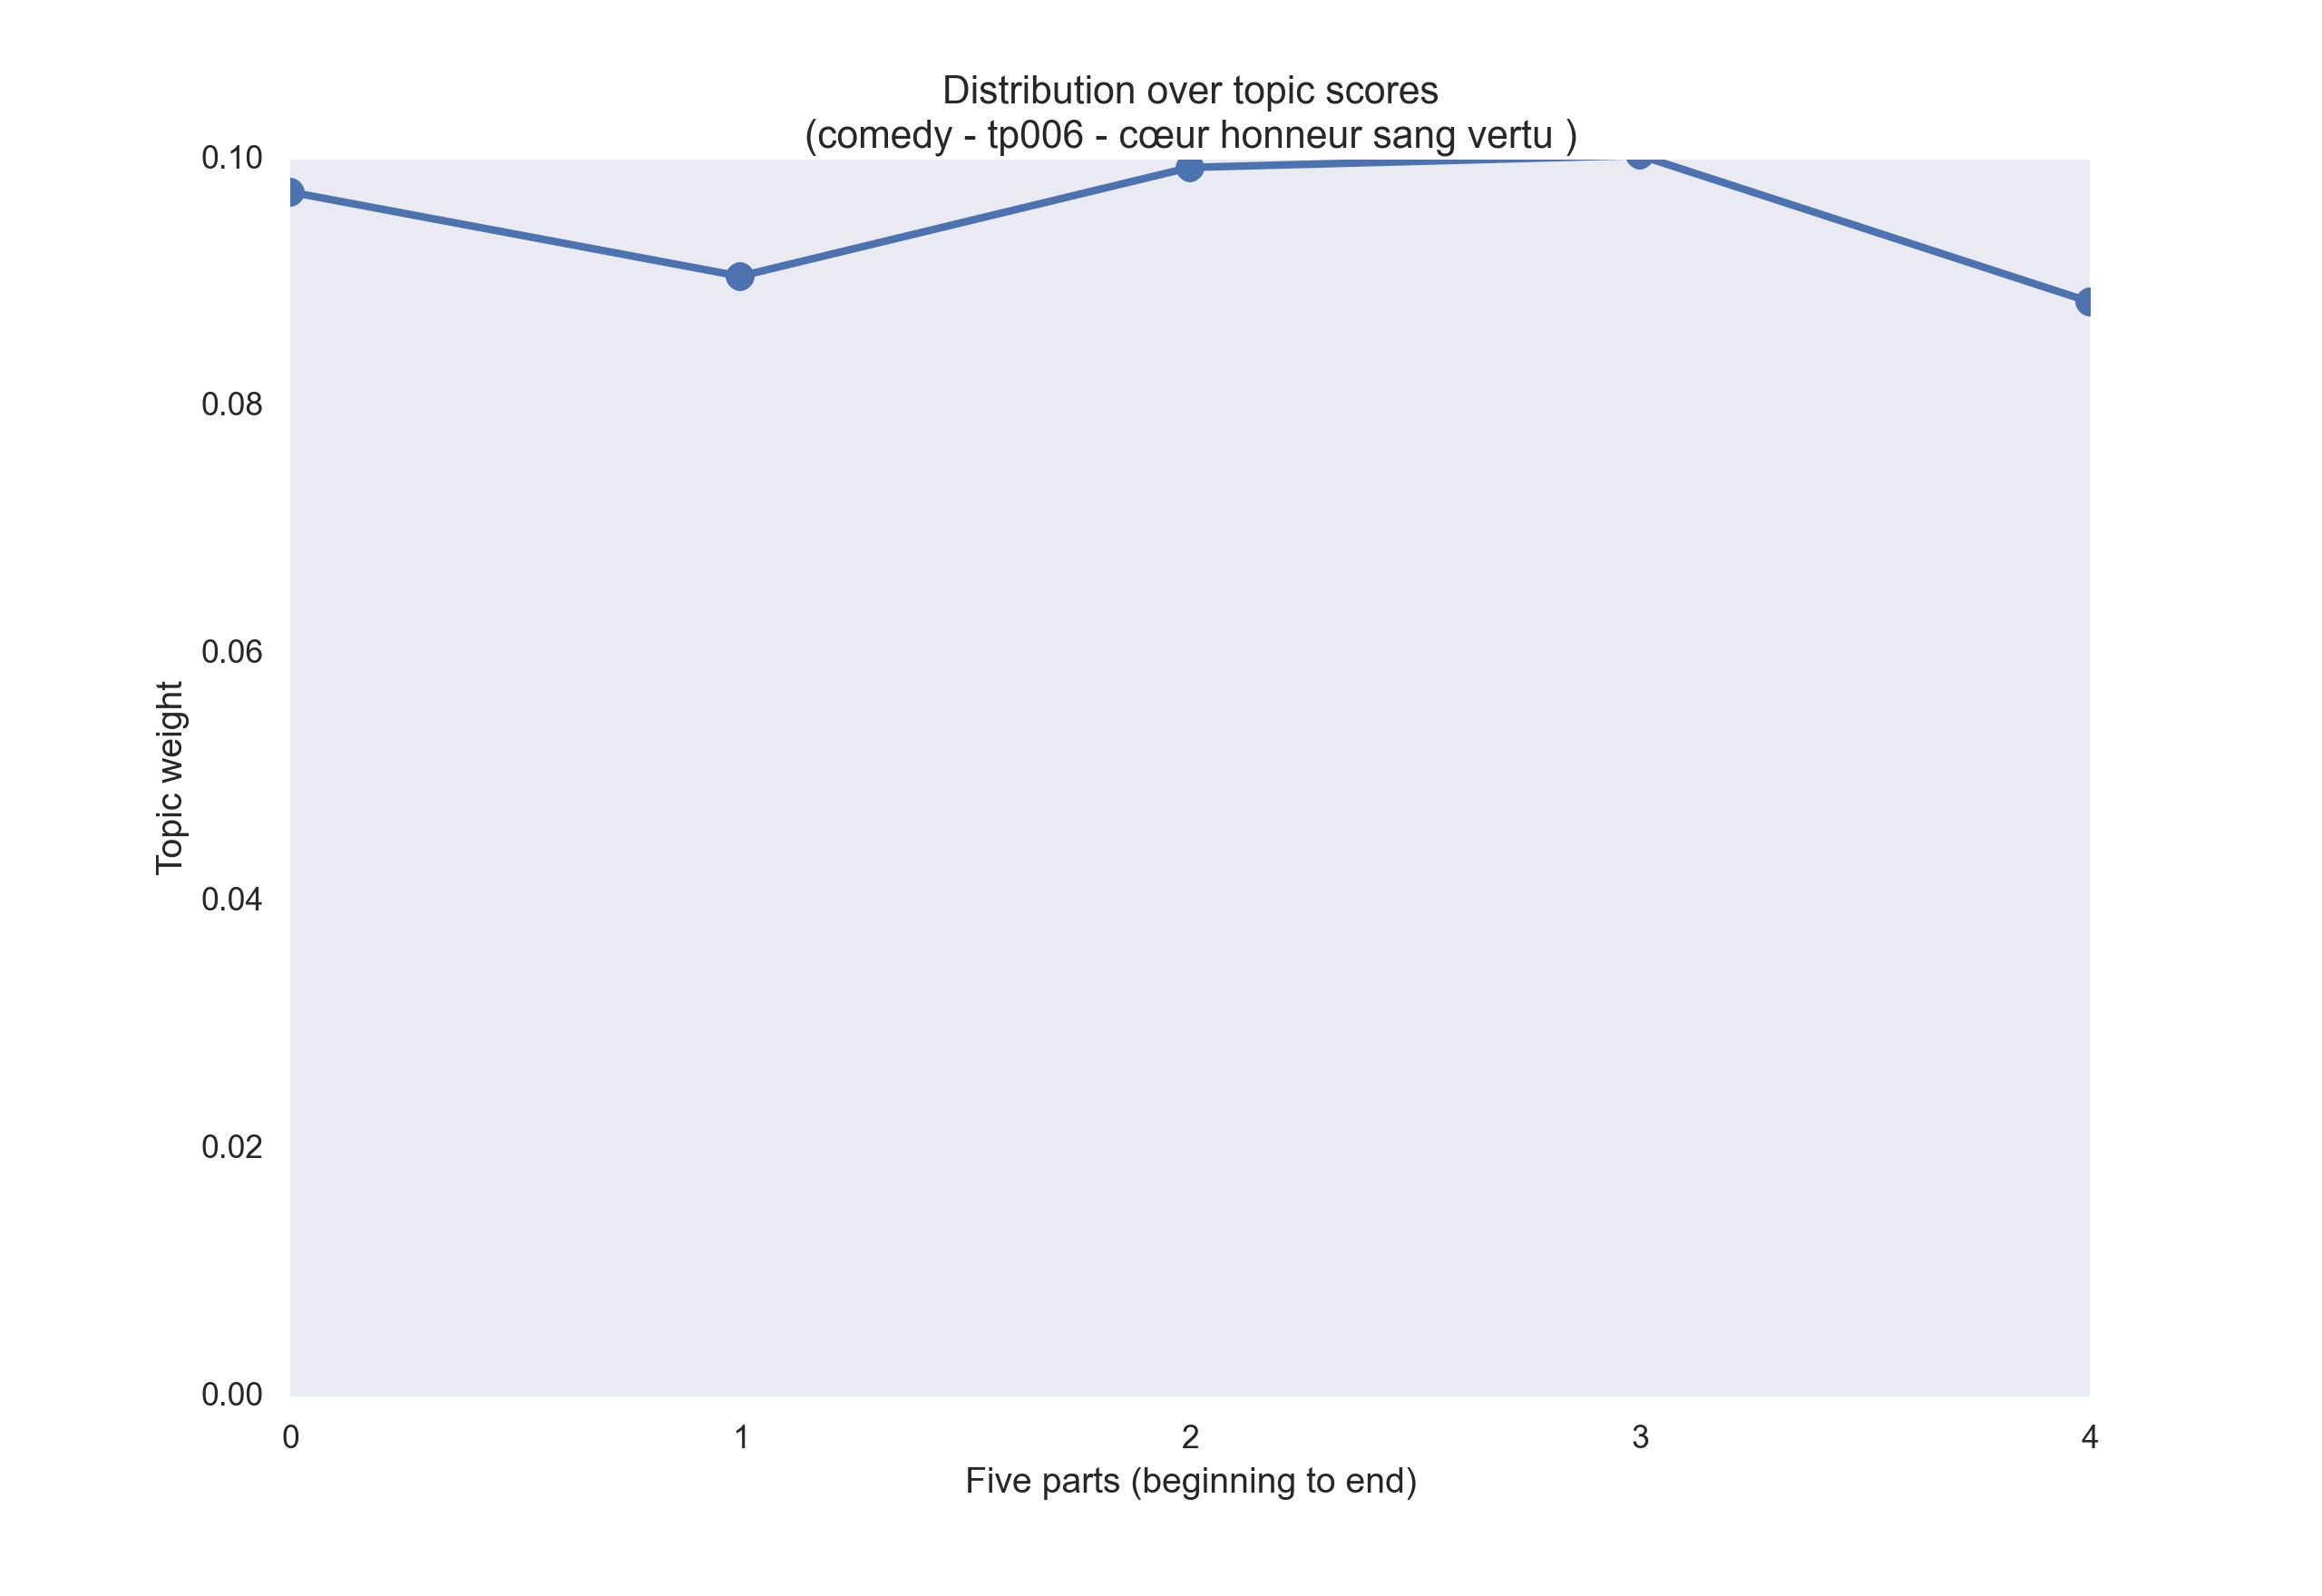 Distribution over topic scores
(comedy - tp006 - cœur honneur sang vertu )
0.10
0.08
0.06
0.04
0.02
0.00
Topic weight
0 1 2 3 4
Five parts (beginning to end)